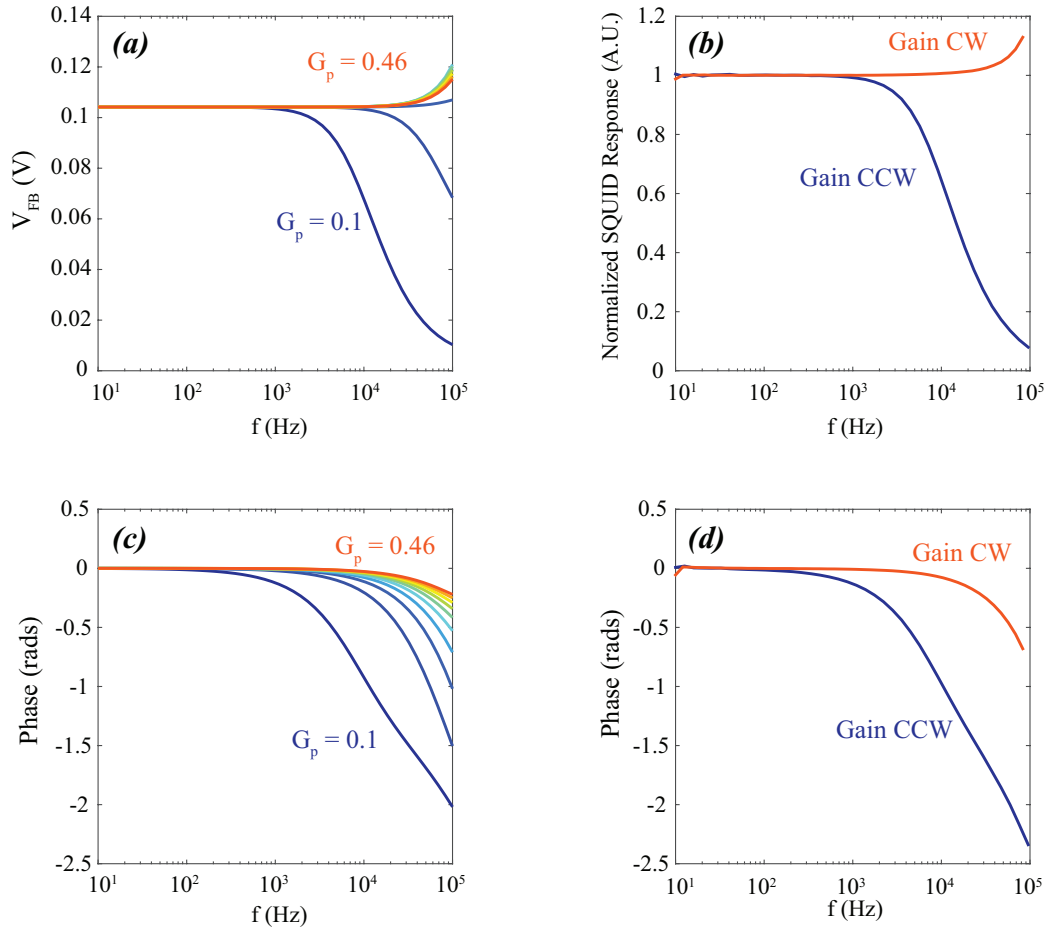 (a)
G_p = 0.46
G_p = 0.1
V_FB (V)
0.14
0.12
0.1
0.08
0.06
0.04
0.02
0
10^1
10^2
10^3
10^4
10^5
f (Hz)
(b)
Gain CW
Gain CCW
Normalized SQUID Response (A.U.)
1.2
1
0.8
0.6
0.4
0.2
0
10^1
10^2
10^3
10^4
10^5
f (Hz)
(c)
G_p = 0.46
G_p = 0.1
Phase (rads)
0.5
0
-0.5
-1
-1.5
-2
-2.5
10^1
10^2
10^3
10^4
10^5
f (Hz)
(d)
Gain CW
Gain CCW
Phase (rads)
0.5
0
-0.5
-1
-1.5
-2
-2.5
10^1
10^2
10^3
10^4
10^5
f (Hz)